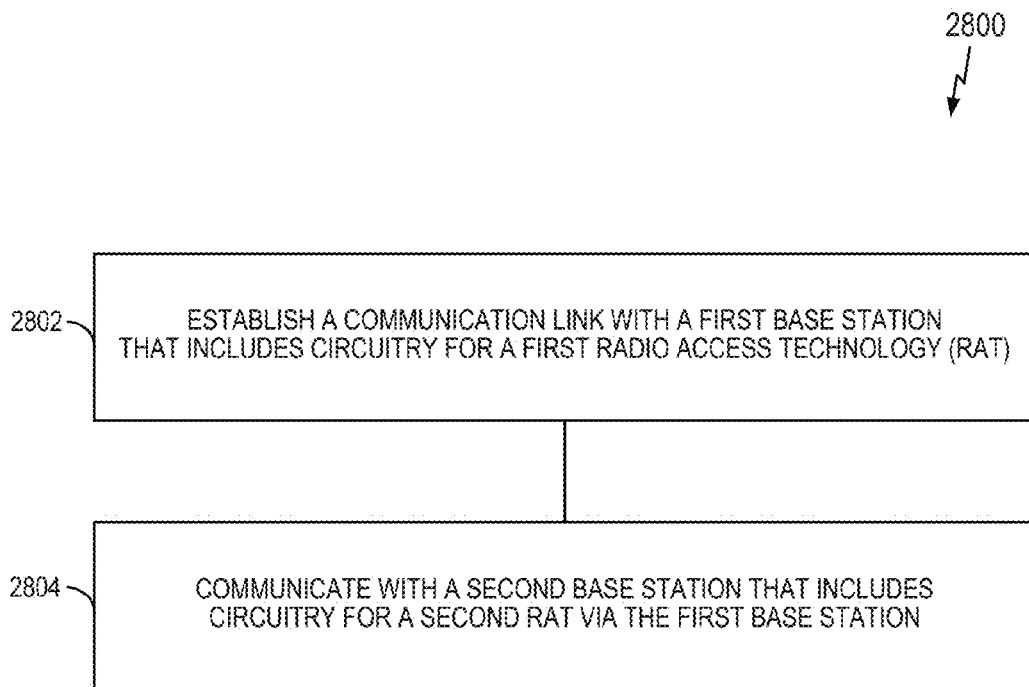 2800
2802
ESTABLISH A COMMUNICATION LINK WITH A FIRST BASE STATION
THAT INCLUDES CIRCUITRY FOR A FIRST RADIO ACCESS TECHNOLOGY (RAT)
2804
COMMUNICATE WITH A SECOND BASE STATION THAT INCLUDES
CIRCUITRY FOR A SECOND RAT VIA THE FIRST BASE STATION